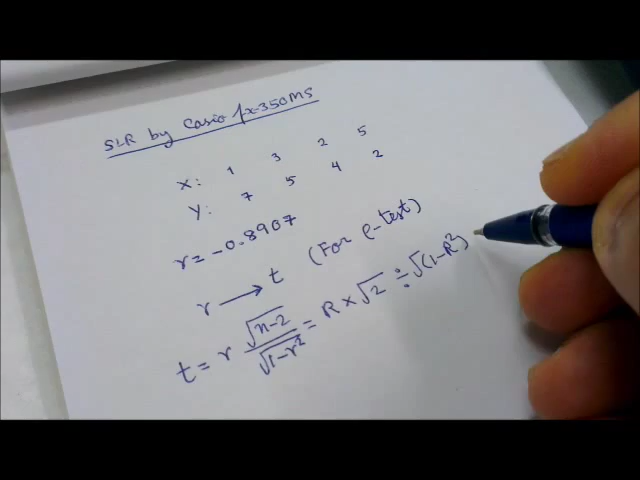 SLR by Casio fx-350MS
X: 1 3 2 5
Y: 7 5 4 2
r = -0.8907
r → t (For ρ-test)
t = r √(n-2) / √(1-r²) = R × √2 ÷ √(1-R²)